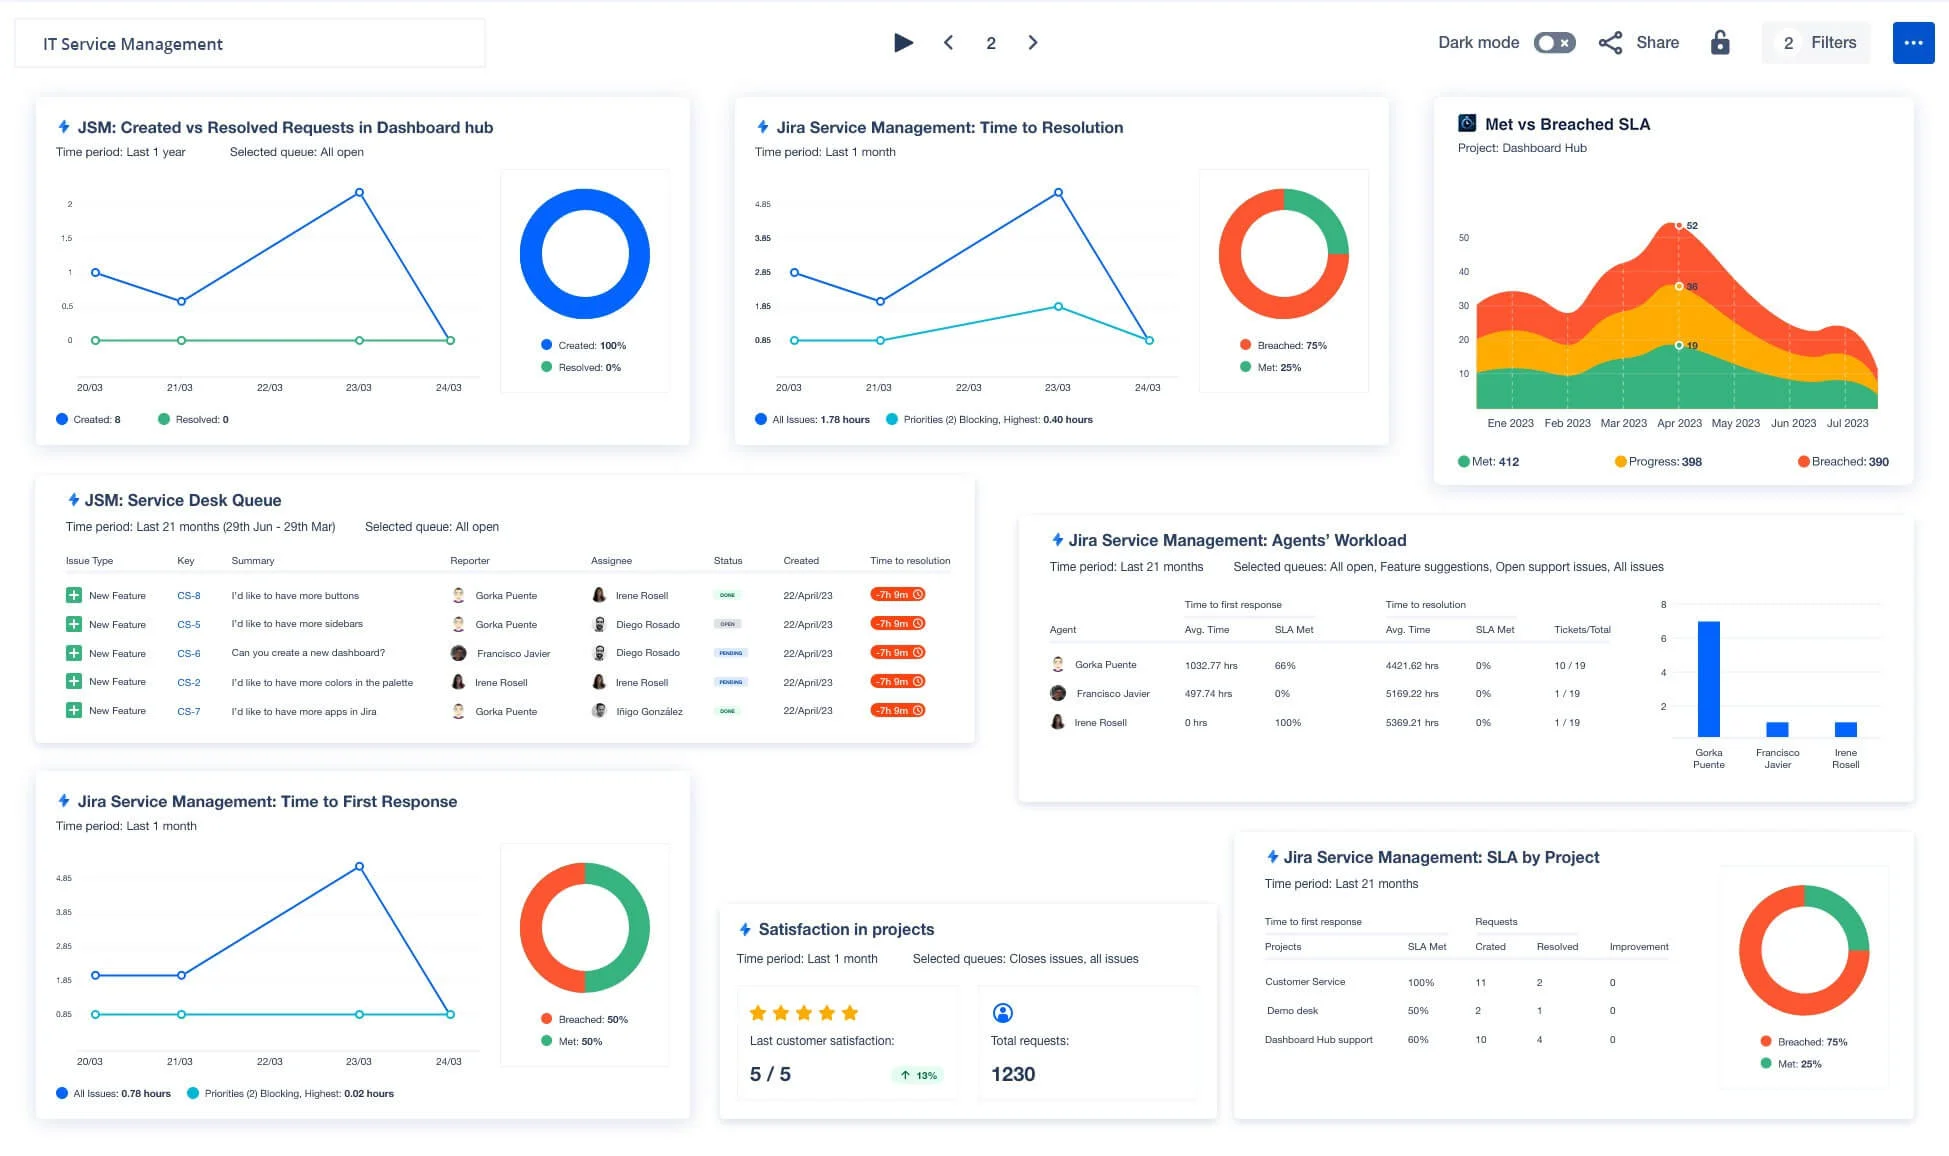 IT Service Management
2
Dark mode
Share
2 Filters
JSM: Created vs Resolved Requests in Dashboard hub
Time period: Last 1 year Selected queue: All open
2
1.5
1
0.5
0
20/03 21/03 22/03 23/03 24/03
Created: 100%
Resolved: 0%
Created: 8 Resolved: 0
Jira Service Management: Time to Resolution
Time period: Last 1 month
4.85
3.85
2.85
1.85
0.85
20/03 21/03 22/03 23/03 24/03
Breached: 75%
Met: 25%
All Issues: 1.78 hours Priorities (2) Blocking, Highest: 0.40 hours
Met vs Breached SLA
Project: Dashboard Hub
50
40
30
20
10
52
36
19
Ene 2023 Feb 2023 Mar 2023 Apr 2023 May 2023 Jun 2023 Jul 2023
Met: 412 Progress: 398 Breached: 390
JSM: Service Desk Queue
Time period: Last 21 months (29th Jun - 29th Mar) Selected queue: All open
Issue Type Key Summary Reporter Assignee Status Created Time to resolution
New Feature CS-8 I'd like to have more buttons Gorka Puente Irene Rosell DONE 22/April/23 -7h 9m
New Feature CS-5 I'd like to have more sidebars Gorka Puente Diego Rosado OPEN 22/April/23 -7h 9m
New Feature CS-6 Can you create a new dashboard? Francisco Javier Diego Rosado PENDING 22/April/23 -7h 9m
New Feature CS-2 I'd like to have more colors in the palette Irene Rosell Irene Rosell PENDING 22/April/23 -7h 9m
New Feature CS-7 I'd like to have more apps in Jira Gorka Puente Iñigo González DONE 22/April/23 -7h 9m
Jira Service Management: Agents' Workload
Time period: Last 21 months Selected queues: All open, Feature suggestions, Open support issues, All issues
Time to first response Time to resolution
Agent Avg. Time SLA Met Avg. Time SLA Met Tickets/Total
Gorka Puente 1032.77 hrs 66% 4421.62 hrs 0% 10 / 19
Francisco Javier 497.74 hrs 0% 5169.22 hrs 0% 1 / 19
Irene Rosell 0 hrs 100% 5369.21 hrs 0% 1 / 19
8
6
4
2
Gorka Puente
Francisco Javier
Irene Rosell
Jira Service Management: Time to First Response
Time period: Last 1 month
4.85
3.85
2.85
1.85
0.85
20/03 21/03 22/03 23/03 24/03
Breached: 50%
Met: 50%
All Issues: 0.78 hours Priorities (2) Blocking, Highest: 0.02 hours
Satisfaction in projects
Time period: Last 1 month Selected queues: Closes issues, all issues
Last customer satisfaction:
5 / 5 13%
Total requests:
1230
Jira Service Management: SLA by Project
Time period: Last 21 months
Time to first response Requests
Projects SLA Met Crated Resolved Improvement
Customer Service 100% 11 2 0
Demo desk 50% 2 1 0
Dashboard Hub support 60% 10 4 0
Breached: 75%
Met: 25%